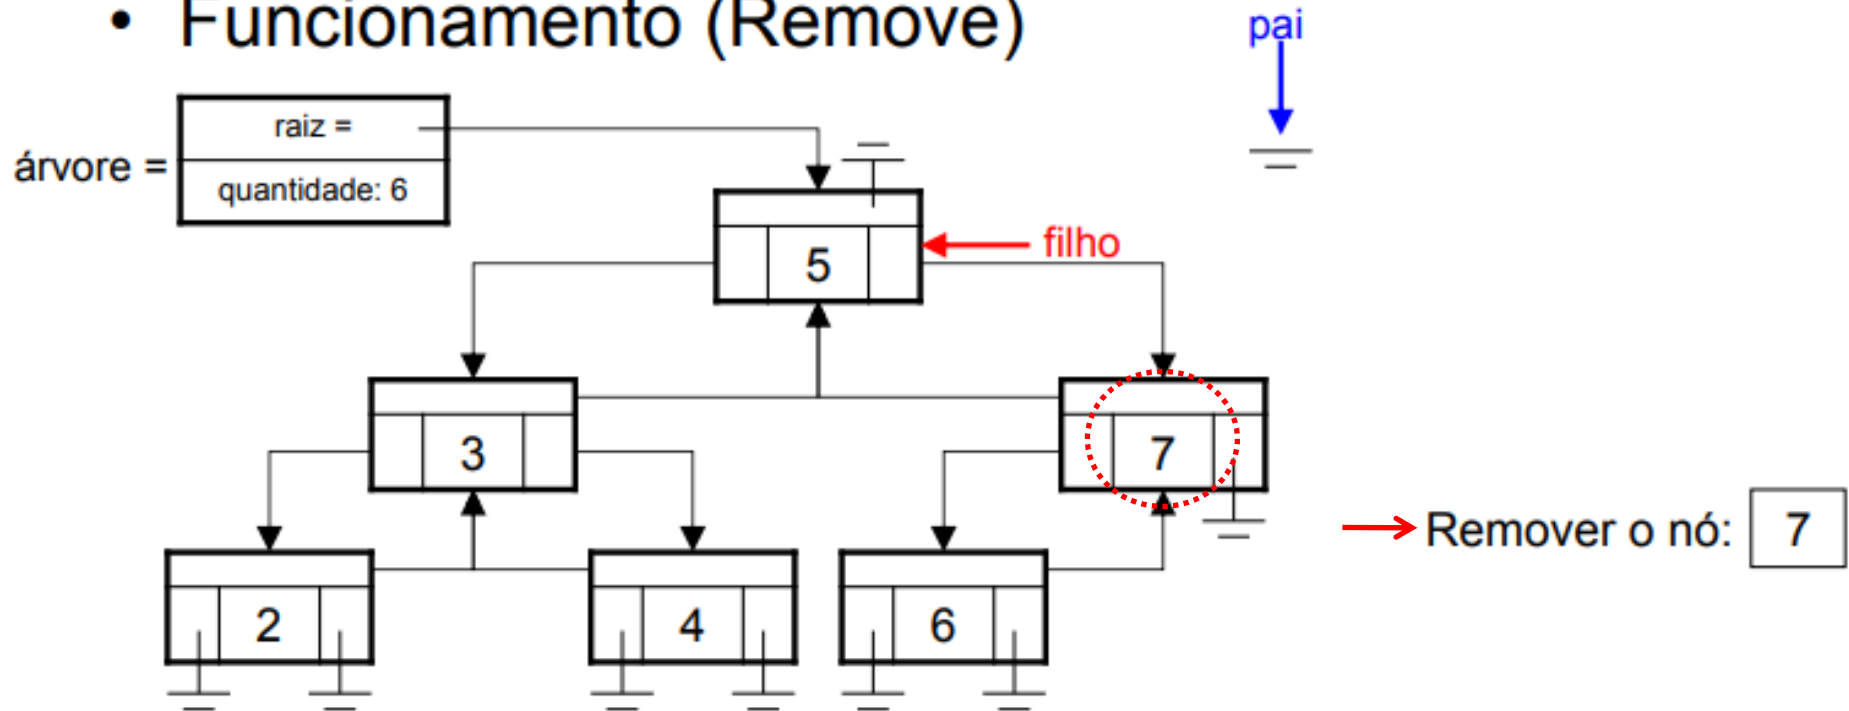 • Funcionamento (Remove)
pai
raiz =
árvore =
quantidade: 6
filho
5
3
7
Remover o nó: 7
2
4
6